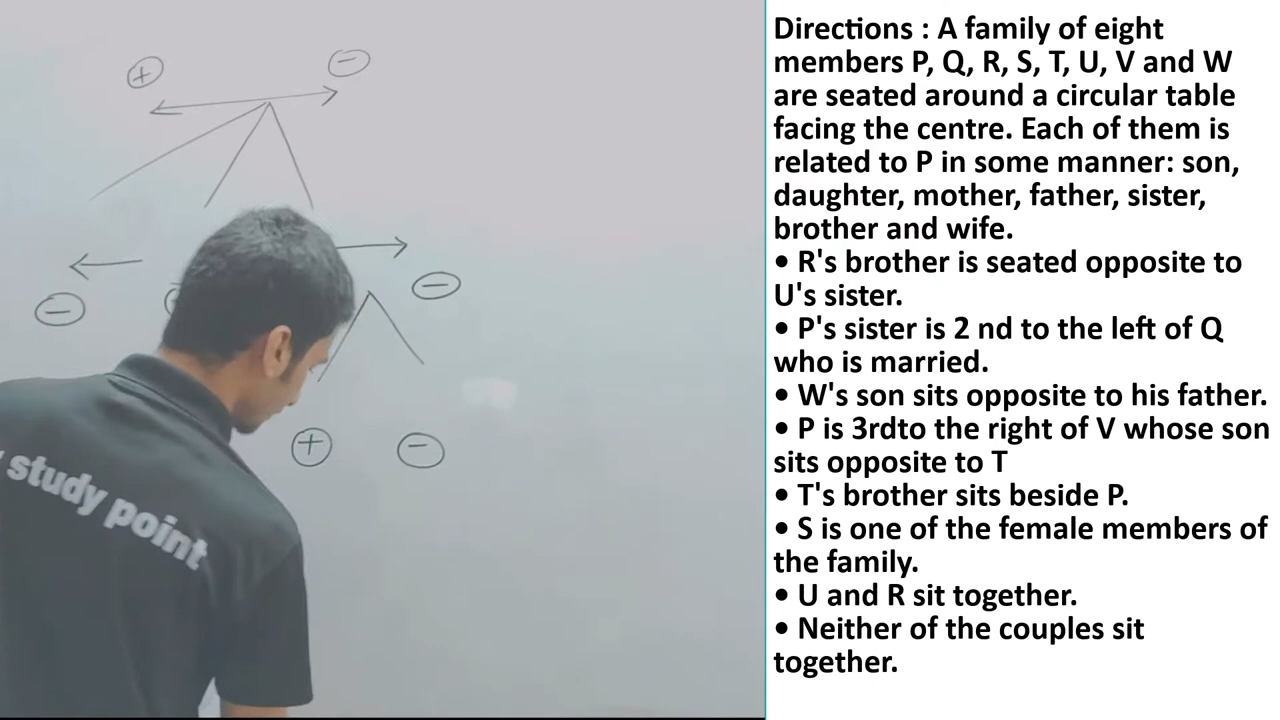 Directions : A family of eight
members P, Q, R, S, T, U, V and W
are seated around a circular table
facing the centre. Each of them is
related to P in some manner: son,
daughter, mother, father, sister,
brother and wife.
• R's brother is seated opposite to
U's sister.
• P's sister is 2 nd to the left of Q
who is married.
• W's son sits opposite to his father.
• P is 3rdto the right of V whose son
sits opposite to T
• T's brother sits beside P.
• S is one of the female members of
the family.
• U and R sit together.
• Neither of the couples sit
together.
+ -
- -
+ -
study point